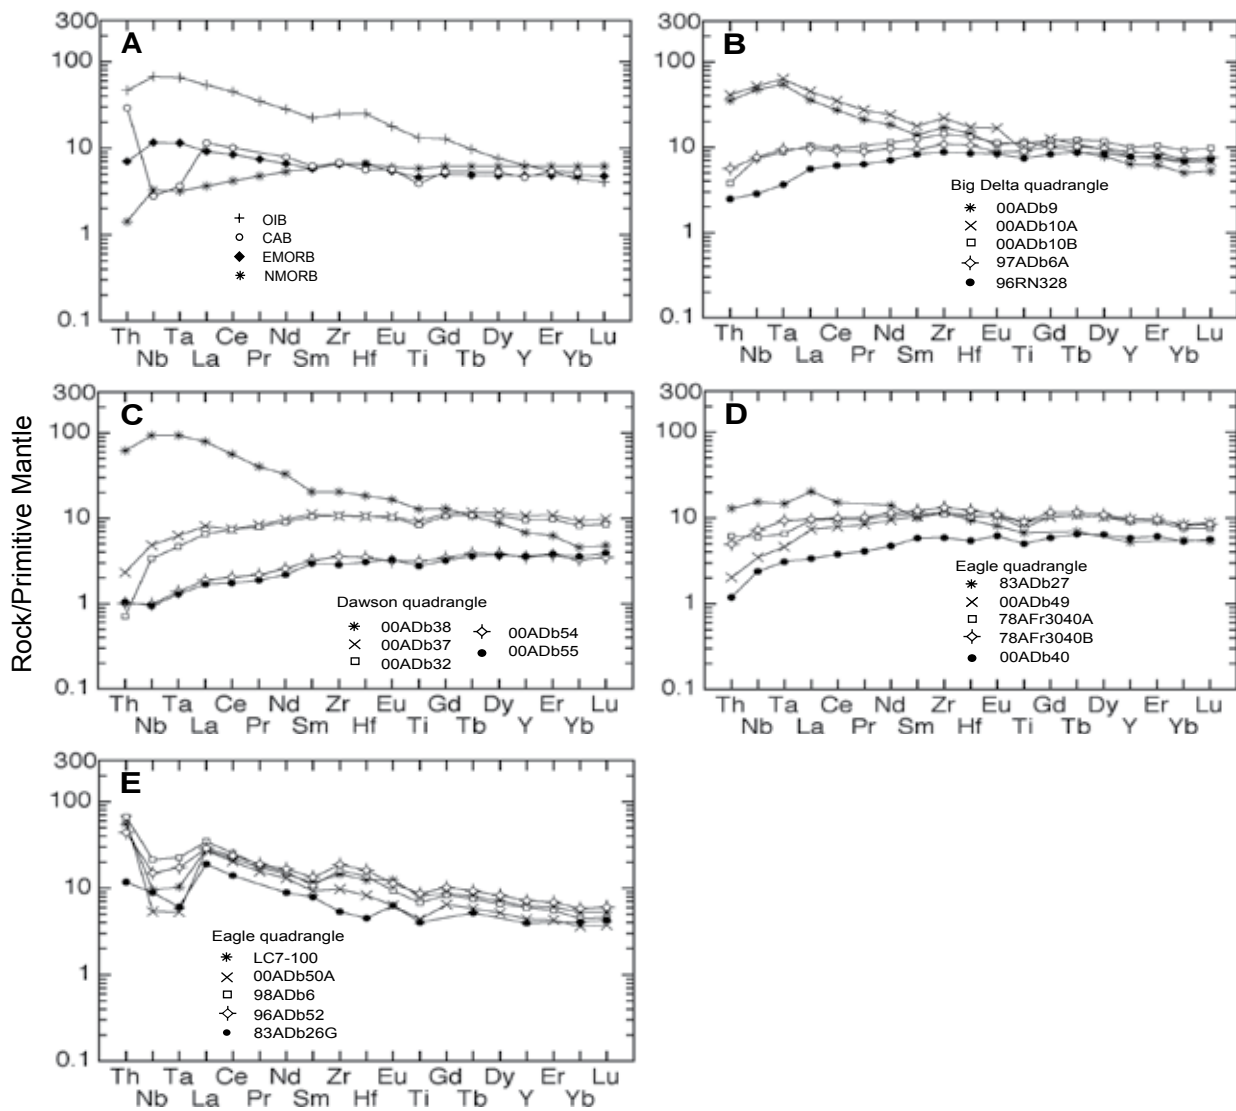 A
300
100
10
1
0.1
OIB
CAB
EMORB
NMORB
Th Ta Ce Nd Zr Eu Gd Dy Er Lu
Nb La Pr Sm Hf Ti Tb Y Yb
B
300
100
10
1
0.1
Big Delta quadrangle
00ADb9
00ADb10A
00ADb10B
97ADb6A
96RN328
Th Ta Ce Nd Zr Eu Gd Dy Er Lu
Nb La Pr Sm Hf Ti Tb Y Yb
Rock/Primitive Mantle
C
300
100
10
1
0.1
Dawson quadrangle
00ADb38 00ADb54
00ADb37 00ADb55
00ADb32
Th Ta Ce Nd Zr Eu Gd Dy Er Lu
Nb La Pr Sm Hf Ti Tb Y Yb
D
300
100
10
1
0.1
Eagle quadrangle
83ADb27
00ADb49
78AFr3040A
78AFr3040B
00ADb40
Th Ta Ce Nd Zr Eu Gd Dy Er Lu
Nb La Pr Sm Hf Ti Tb Y Yb
E
300
100
10
1
0.1
Eagle quadrangle
LC7-100
00ADb50A
98ADb6
96ADb52
83ADb26G
Th Ta Ce Nd Zr Eu Gd Dy Er Lu
Nb La Pr Sm Hf Ti Tb Y Yb